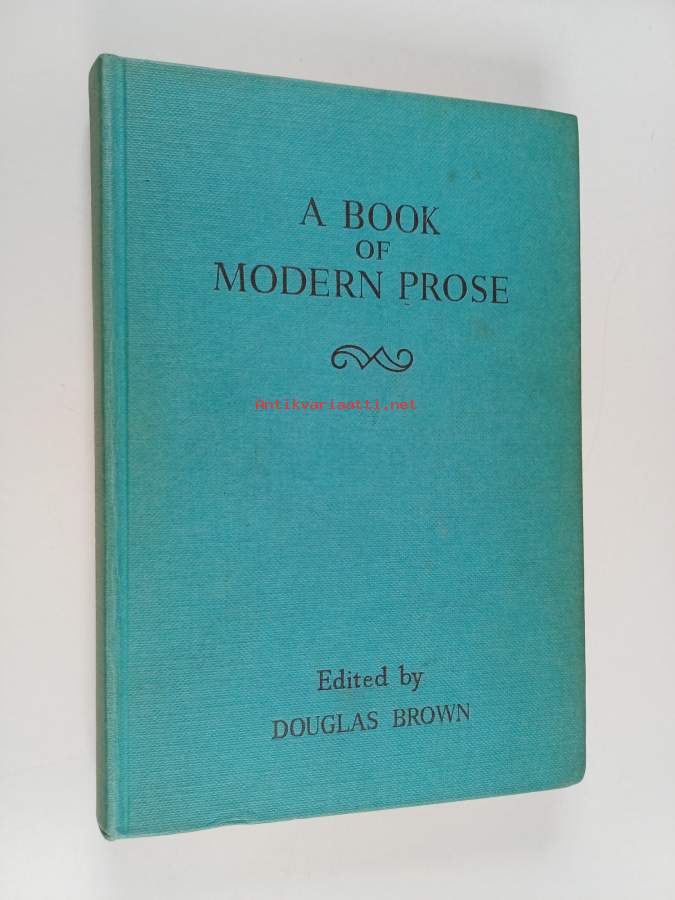 A BOOK
OF
MODERN PROSE
Antikvariaatti.net
Edited by
DOUGLAS BROWN